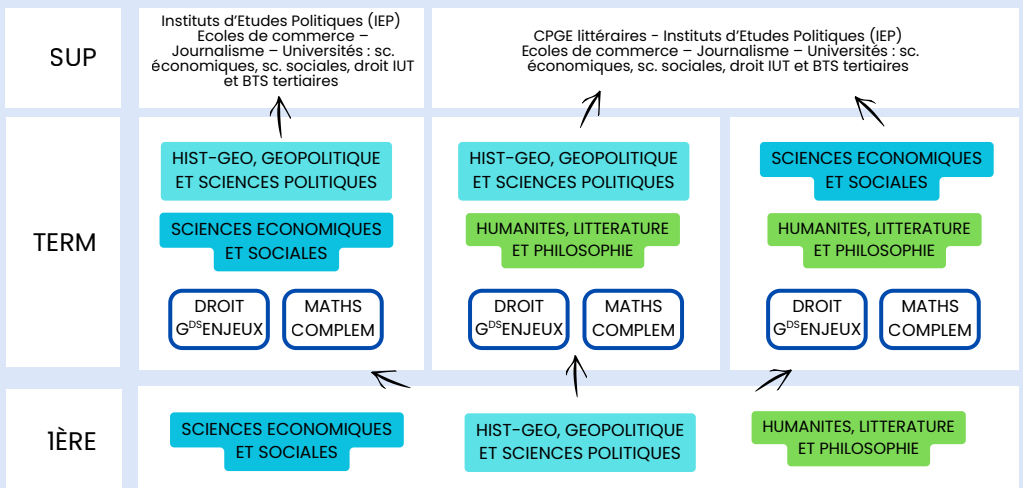 SUP
Instituts d’Etudes Politiques (IEP)
Ecoles de commerce –
Journalisme – Universités : sc.
économiques, sc. sociales, droit IUT
et BTS tertiaires
CPGE littéraires - Instituts d’Etudes Politiques (IEP)
Ecoles de commerce – Journalisme – Universités : sc.
économiques, sc. sociales, droit IUT et BTS tertiaires
TERM
HIST-GEO, GEOPOLITIQUE
ET SCIENCES POLITIQUES
SCIENCES ECONOMIQUES
ET SOCIALES
DROIT
GDSENJEUX
MATHS
COMPLEM
HIST-GEO, GEOPOLITIQUE
ET SCIENCES POLITIQUES
HUMANITES, LITTERATURE
ET PHILOSOPHIE
DROIT
GDSENJEUX
MATHS
COMPLEM
SCIENCES ECONOMIQUES
ET SOCIALES
HUMANITES, LITTERATURE
ET PHILOSOPHIE
DROIT
GDSENJEUX
MATHS
COMPLEM
1ÈRE
SCIENCES ECONOMIQUES
ET SOCIALES
HIST-GEO, GEOPOLITIQUE
ET SCIENCES POLITIQUES
HUMANITES, LITTERATURE
ET PHILOSOPHIE